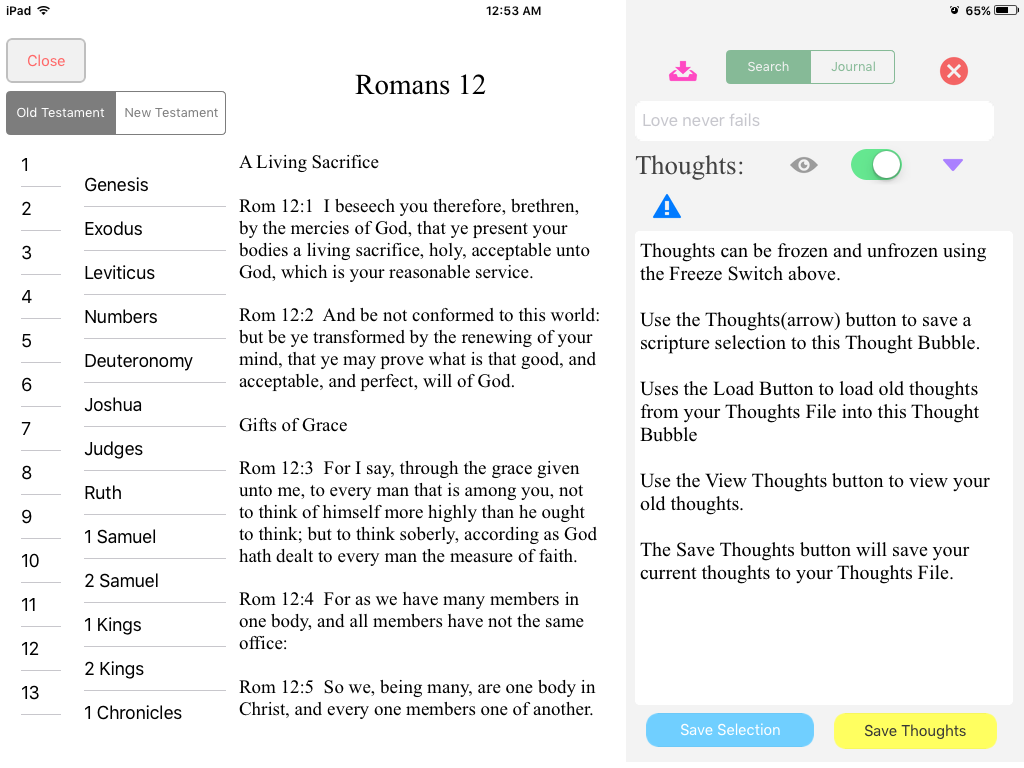 iPad
12:53 AM
65%
Close
Old Testament
New Testament
1
2
3
4
5
6
7
8
9
10
11
12
13
Genesis
Exodus
Leviticus
Numbers
Deuteronomy
Joshua
Judges
Ruth
1 Samuel
2 Samuel
1 Kings
2 Kings
1 Chronicles
Romans 12
A Living Sacrifice
Rom 12:1 I beseech you therefore, brethren,
by the mercies of God, that ye present your
bodies a living sacrifice, holy, acceptable unto
God, which is your reasonable service.
Rom 12:2 And be not conformed to this world:
but be ye transformed by the renewing of your
mind, that ye may prove what is that good, and
acceptable, and perfect, will of God.
Gifts of Grace
Rom 12:3 For I say, through the grace given
unto me, to every man that is among you, not
to think of himself more highly than he ought
to think; but to think soberly, according as God
hath dealt to every man the measure of faith.
Rom 12:4 For as we have many members in
one body, and all members have not the same
office:
Rom 12:5 So we, being many, are one body in
Christ, and every one members one of another.
Search
Journal
Love never fails
Thoughts:
Thoughts can be frozen and unfrozen using
the Freeze Switch above.
Use the Thoughts(arrow) button to save a
scripture selection to this Thought Bubble.
Uses the Load Button to load old thoughts
from your Thoughts File into this Thought
Bubble
Use the View Thoughts button to view your
old thoughts.
The Save Thoughts button will save your
current thoughts to your Thoughts File.
Save Selection
Save Thoughts